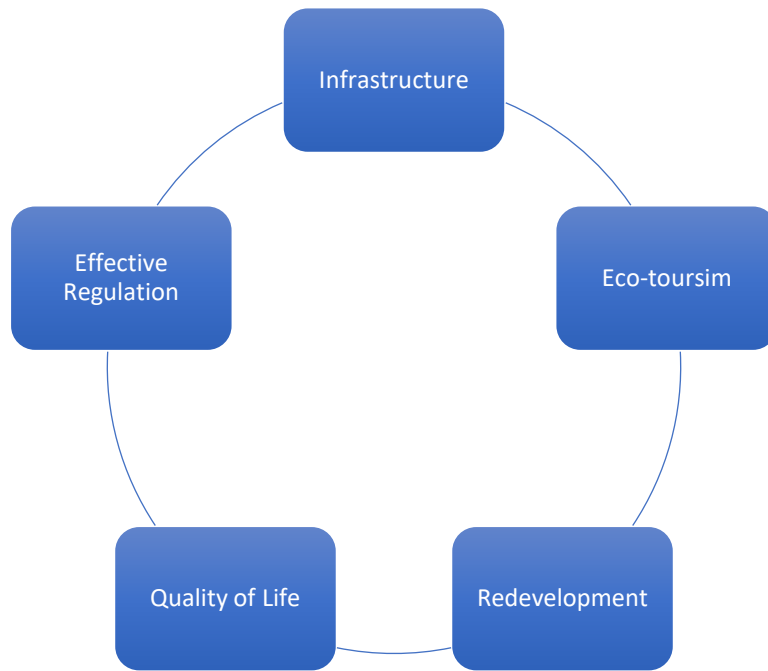 Infrastructure
Eco-toursim
Redevelopment
Quality of Life
Effective
Regulation